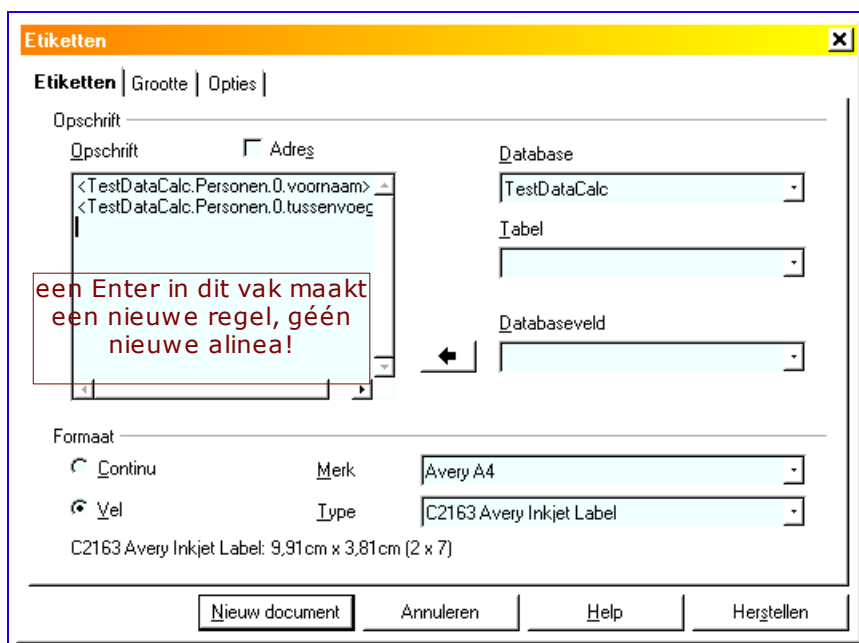 Etiketten
Etiketten Grootte Opties
Opschrift
Opschrift Adres
Database
<TestDataCalc.Personen.0.voornaam>
<TestDataCalc.Personen.0.tussenvoeg
TestDataCalc
Tabel
een Enter in dit vak maakt
een nieuwe regel, géén
nieuwe alinea!
Databaseveld
Formaat
Continu
Merk
Avery A4
Vel
Type
C2163 Avery Inkjet Label
C2163 Avery Inkjet Label: 9,91cm x 3,81cm (2 x 7)
Nieuw document Annuleren Help Herstellen